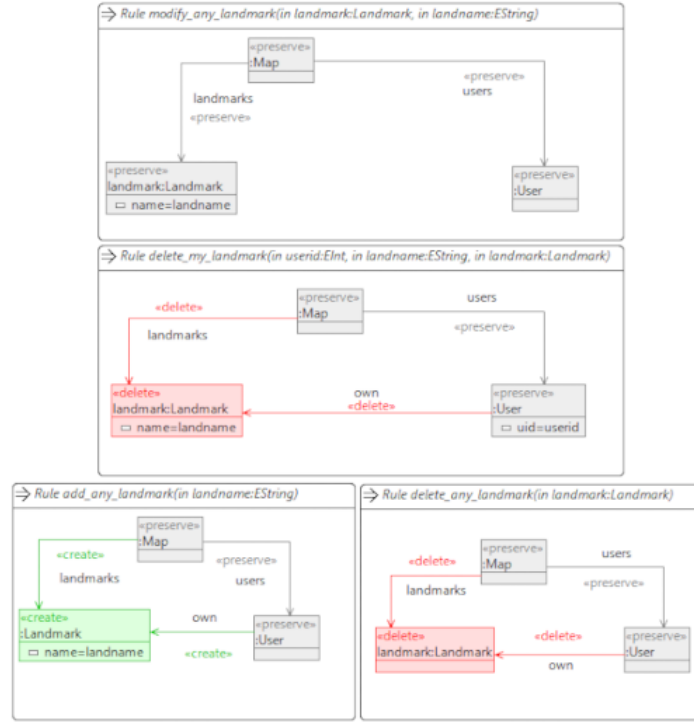 Rule modify_any_landmark(in landmark:Landmark, in landname:EString)
«preserve»
:Map
landmarks
«preserve»
«preserve»
users
«preserve»
landmark:Landmark
name=landname
«preserve»
:User
Rule delete_my_landmark(in userid:EInt, in landname:EString, in landmark:Landmark)
«preserve»
:Map
«delete»
landmarks
users
«preserve»
«delete»
landmark:Landmark
name=landname
own
«delete»
«preserve»
:User
uid=userid
Rule add_any_landmark(in landname:EString)
«preserve»
:Map
«create»
landmarks
«preserve»
users
«create»
:Landmark
name=landname
own
«create»
«preserve»
:User
Rule delete_any_landmark(in landmark:Landmark)
«preserve»
:Map
«delete»
landmarks
users
«preserve»
«delete»
landmark:Landmark
«delete»
own
«preserve»
:User